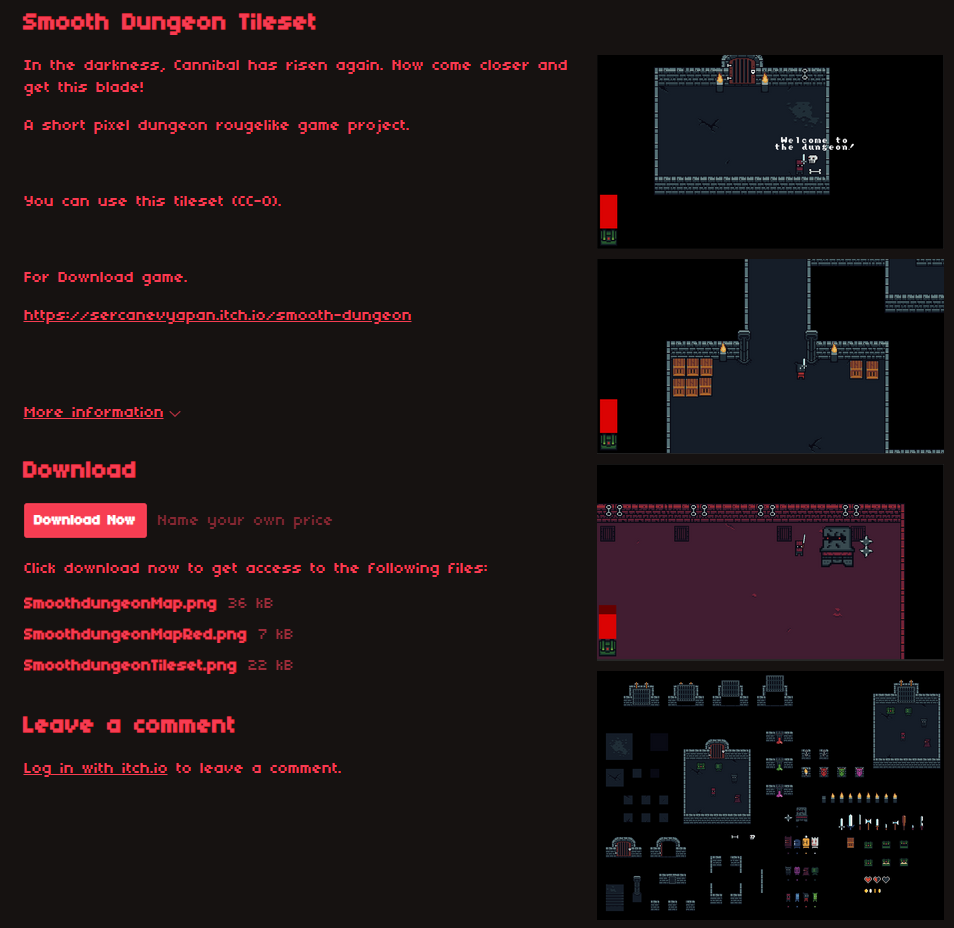 Smooth Dungeon Tileset
In the darkness, Cannibal has risen again. Now come closer and
get this blade!
A short pixel dungeon rougelike game project.
You can use this tileset (CC-0).
For Download game.
https://sercanevyapan.itch.io/smooth-dungeon
More information
Download
Download Now Name your own price
Click download now to get access to the following files:
SmoothdungeonMap.png 36 kB
SmoothdungeonMapRed.png 7 kB
SmoothdungeonTileset.png 22 kB
Leave a comment
Log in with itch.io to leave a comment.
Welcome to
the dungeon!